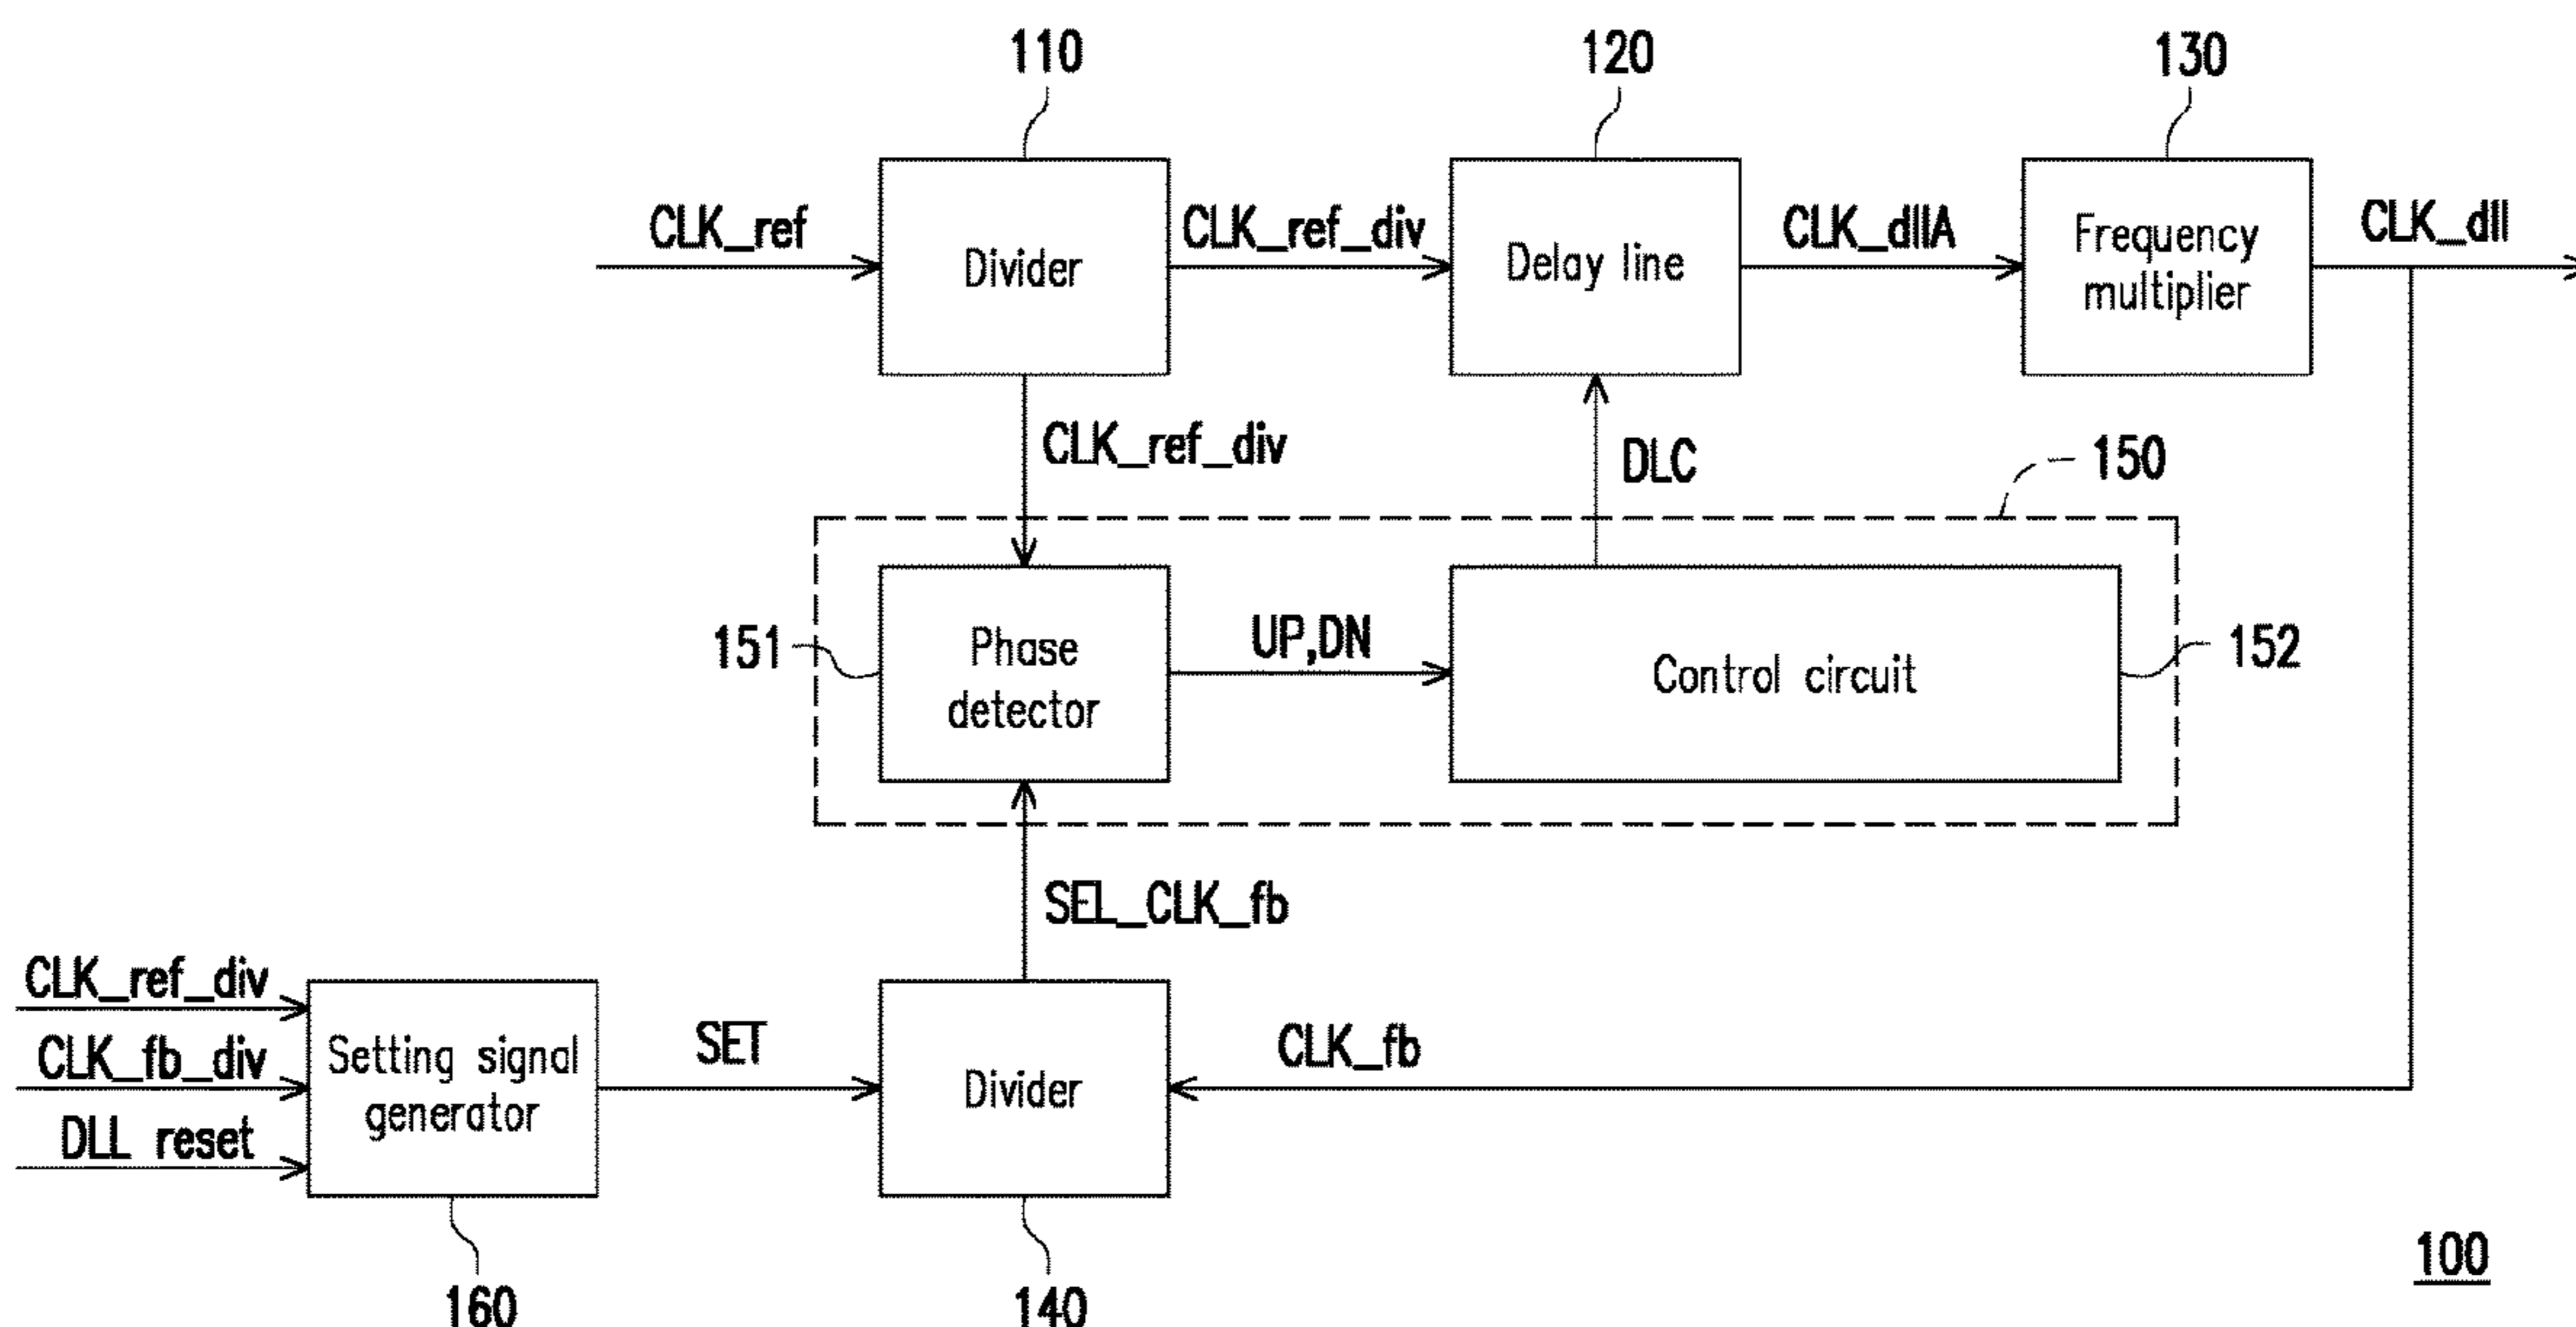 110
120
130
CLK_ref
Divider
CLK_ref_div
Delay line
CLK_dllA
Frequency
multiplier
CLK_dll
CLK_ref_div
DLC
150
151
Phase
detector
UP,DN
Control circuit
152
SEL_CLK_fb
CLK_ref_div
CLK_fb_div
DLL reset
Setting signal
generator
SET
Divider
CLK_fb
160
140
100